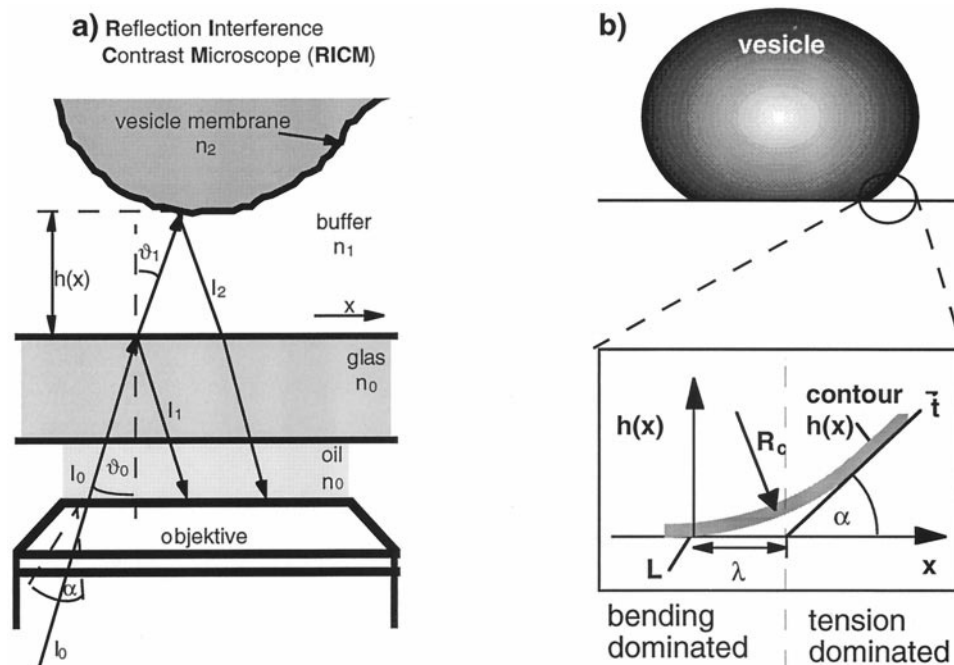 a) Reflection Interference
Contrast Microscope (RICM)
vesicle membrane
n2
buffer
n1
h(x)
ϑ1
I2
x
glas
n0
I1
oil
n0
I0
ϑ0
objektive
α
I0
b)
vesicle
h(x)
Rc
contour
h(x)
t
α
L
λ
x
bending
dominated
tension
dominated